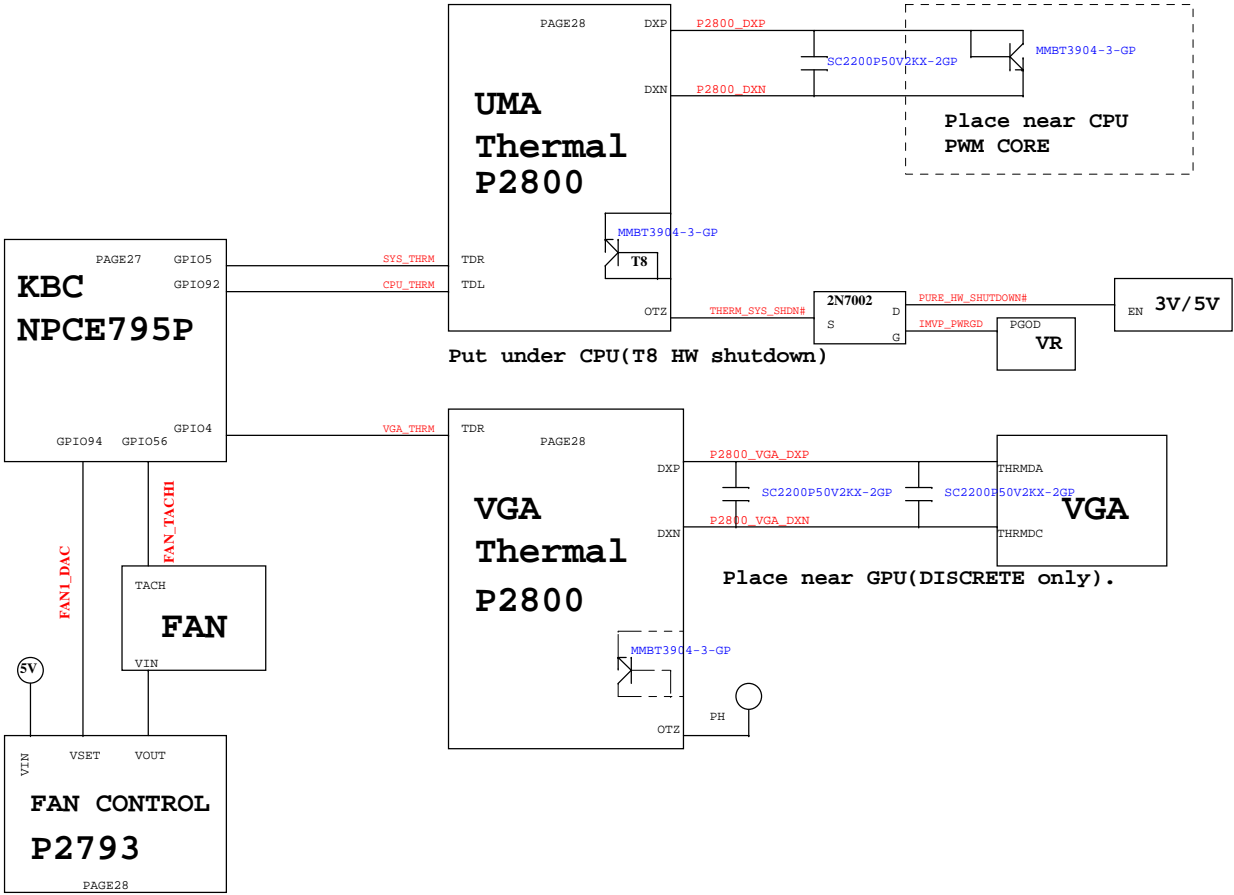 PAGE28
DXP
P2800_DXP
SC2200P50V2KX-2GP
MMBT3904-3-GP
DXN
P2800_DXN
UMA
Thermal
P2800
Place near CPU
PWM CORE
MMBT3904-3-GP
T8
KBC
NPCE795P
PAGE27
GPIO5
SYS_THRM
TDR
GPIO92
CPU_THRM
TDL
OTZ
THERM_SYS_SHDN#
2N7002
S
D
G
PURE_HW_SHUTDOWN#
IMVP_PWRGD
EN
3V/5V
PGOD
VR
Put under CPU(T8 HW shutdown)
GPIO4
VGA_THRM
TDR
PAGE28
GPIO94
GPIO56
DXP
P2800_VGA_DXP
THRMDA
SC2200P50V2KX-2GP
SC2200P50V2KX-2GP
VGA
DXN
P2800_VGA_DXN
THRMDC
VGA
Thermal
P2800
Place near GPU(DISCRETE only).
FAN_TACH1
FAN1_DAC
TACH
FAN
VIN
MMBT3904-3-GP
OTZ
PH
5V
VIN
VSET
VOUT
FAN CONTROL
P2793
PAGE28